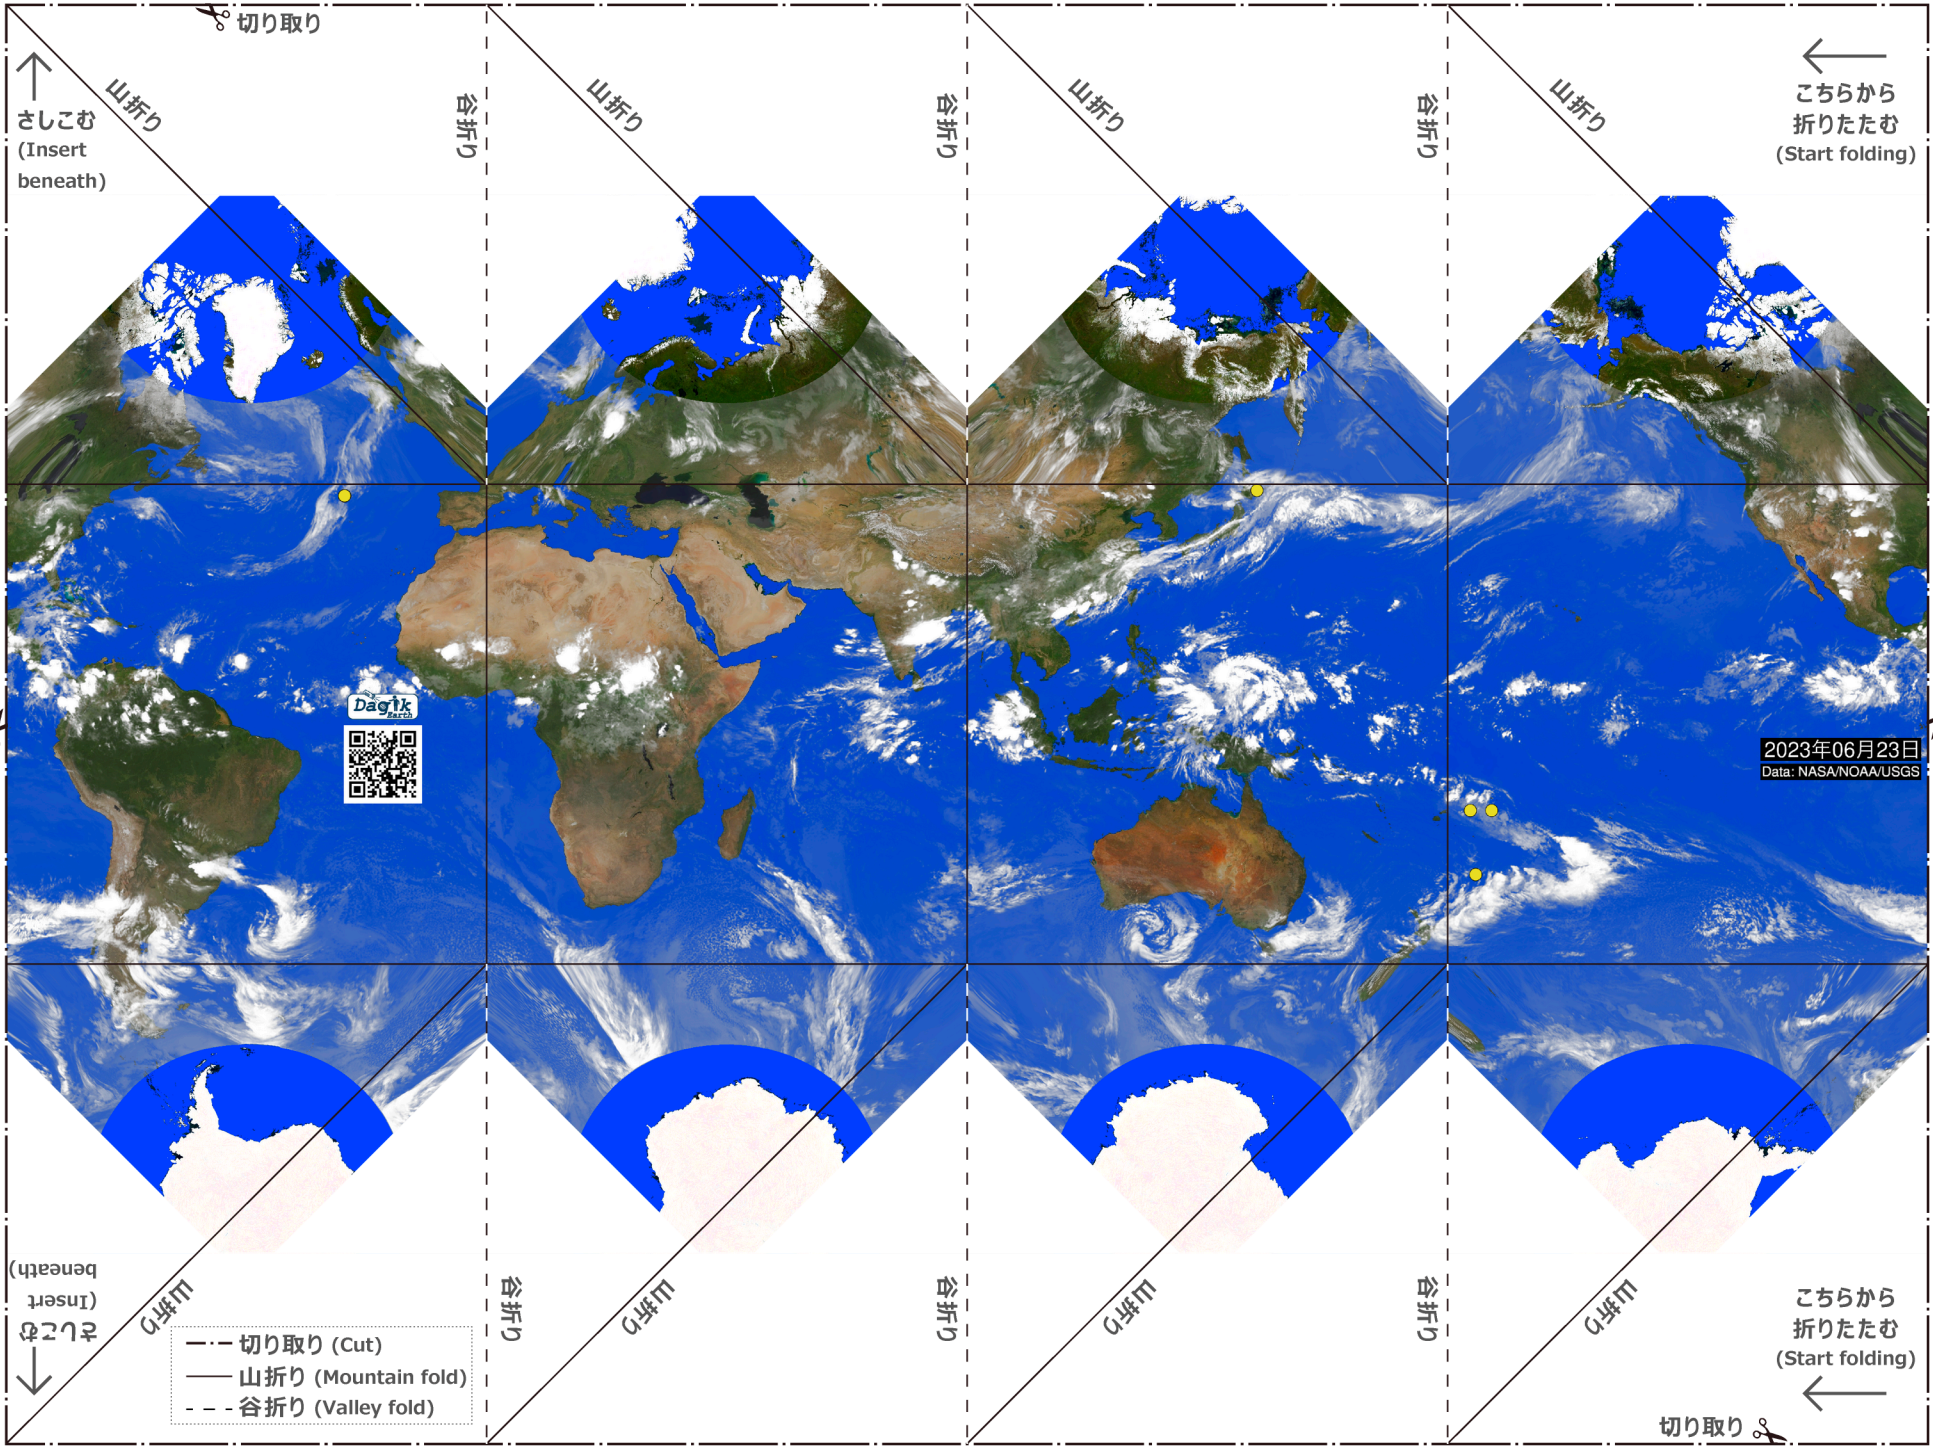 切り取り
山折り
谷折り
山折り
谷折り
山折り
谷折り
山折り
さしこむ
(Insert
beneath)
こちらから
折りたたむ
(Start folding)
Dagik
Earth
2023年06月23日
Data: NASA/NOAA/USGS
さしこむ
(Insert
beneath)
山折り
谷折り
山折り
谷折り
山折り
谷折り
山折り
こちらから
折りたたむ
(Start folding)
切り取り (Cut)
山折り (Mountain fold)
谷折り (Valley fold)
切り取り